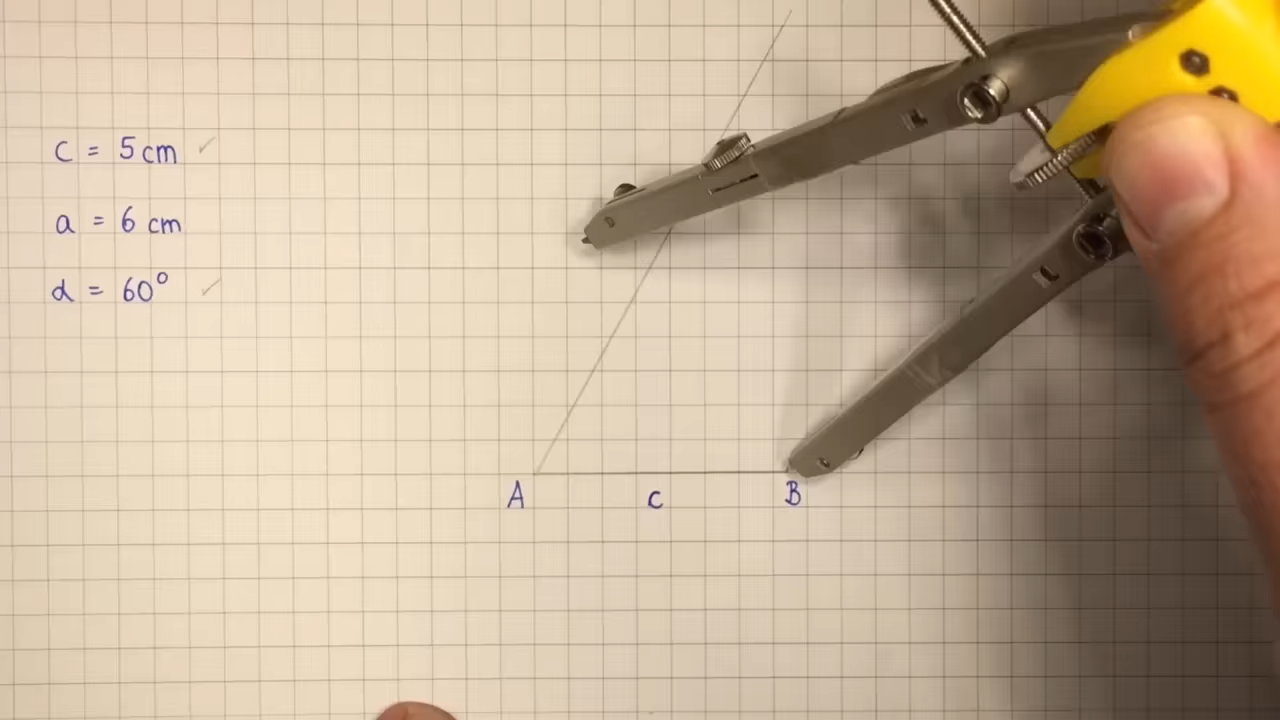 c = 5 cm ✓
a = 6 cm
α = 60° ✓
A c B